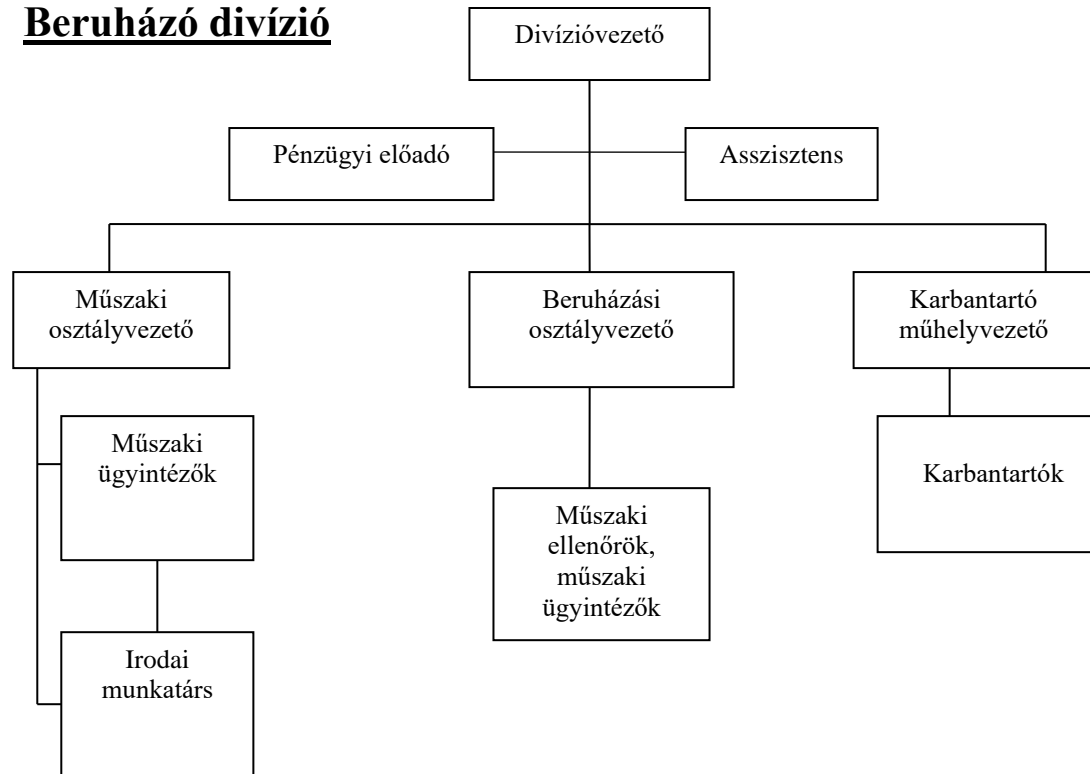 Beruházó divízió
Divízióvezető
Pénzügyi előadó
Asszisztens
Műszaki
osztályvezető
Beruházási
osztályvezető
Karbantartó
műhelyvezető
Műszaki
ügyintézők
Karbantartók
Műszaki
ellenőrök,
műszaki
ügyintézők
Irodai
munkatárs